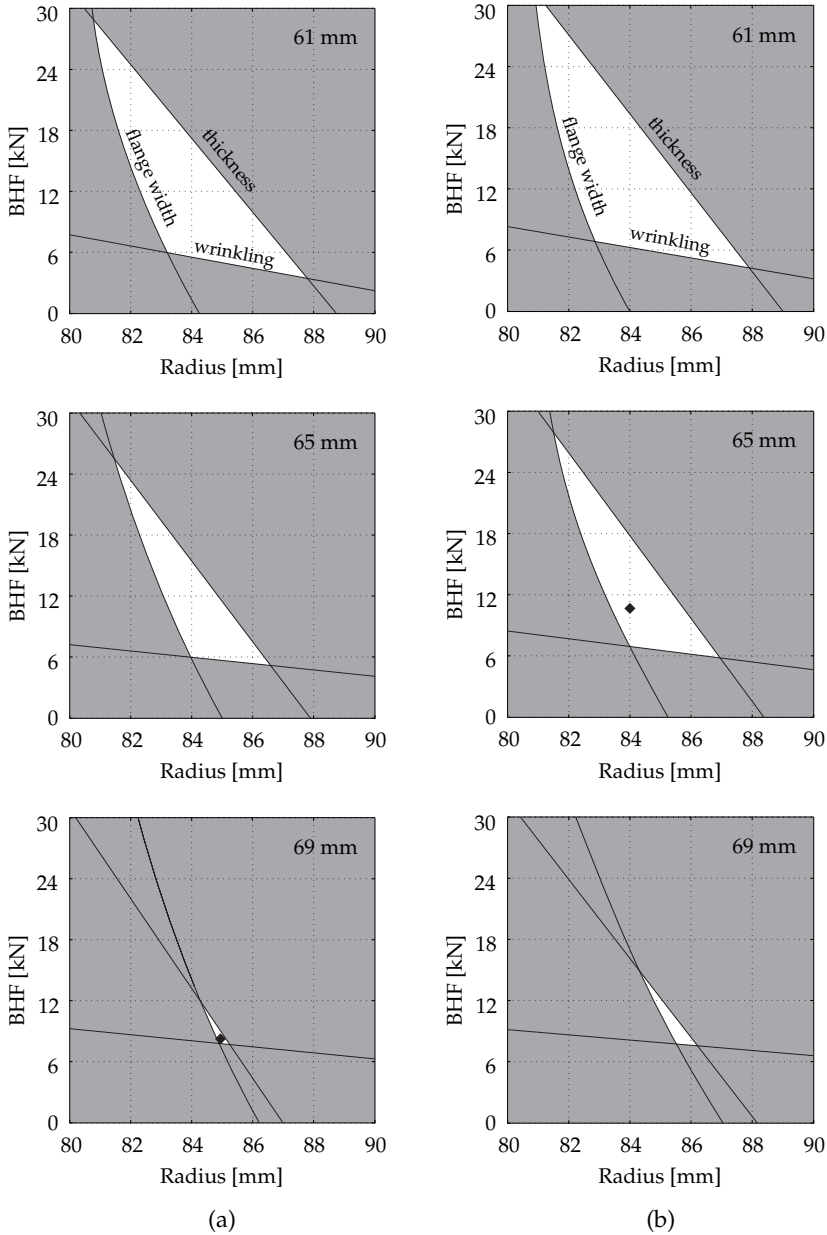 30
24
18
12
6
0
BHF [kN]
61 mm
flange width
thickness
wrinkling
80 82 84 86 88 90
Radius [mm]
30
24
18
12
6
0
BHF [kN]
61 mm
flange width
thickness
wrinkling
80 82 84 86 88 90
Radius [mm]
30
24
18
12
6
0
BHF [kN]
65 mm
80 82 84 86 88 90
Radius [mm]
30
24
18
12
6
0
BHF [kN]
65 mm
80 82 84 86 88 90
Radius [mm]
30
24
18
12
6
0
BHF [kN]
69 mm
80 82 84 86 88 90
Radius [mm]
30
24
18
12
6
0
BHF [kN]
69 mm
80 82 84 86 88 90
Radius [mm]
(a)
(b)